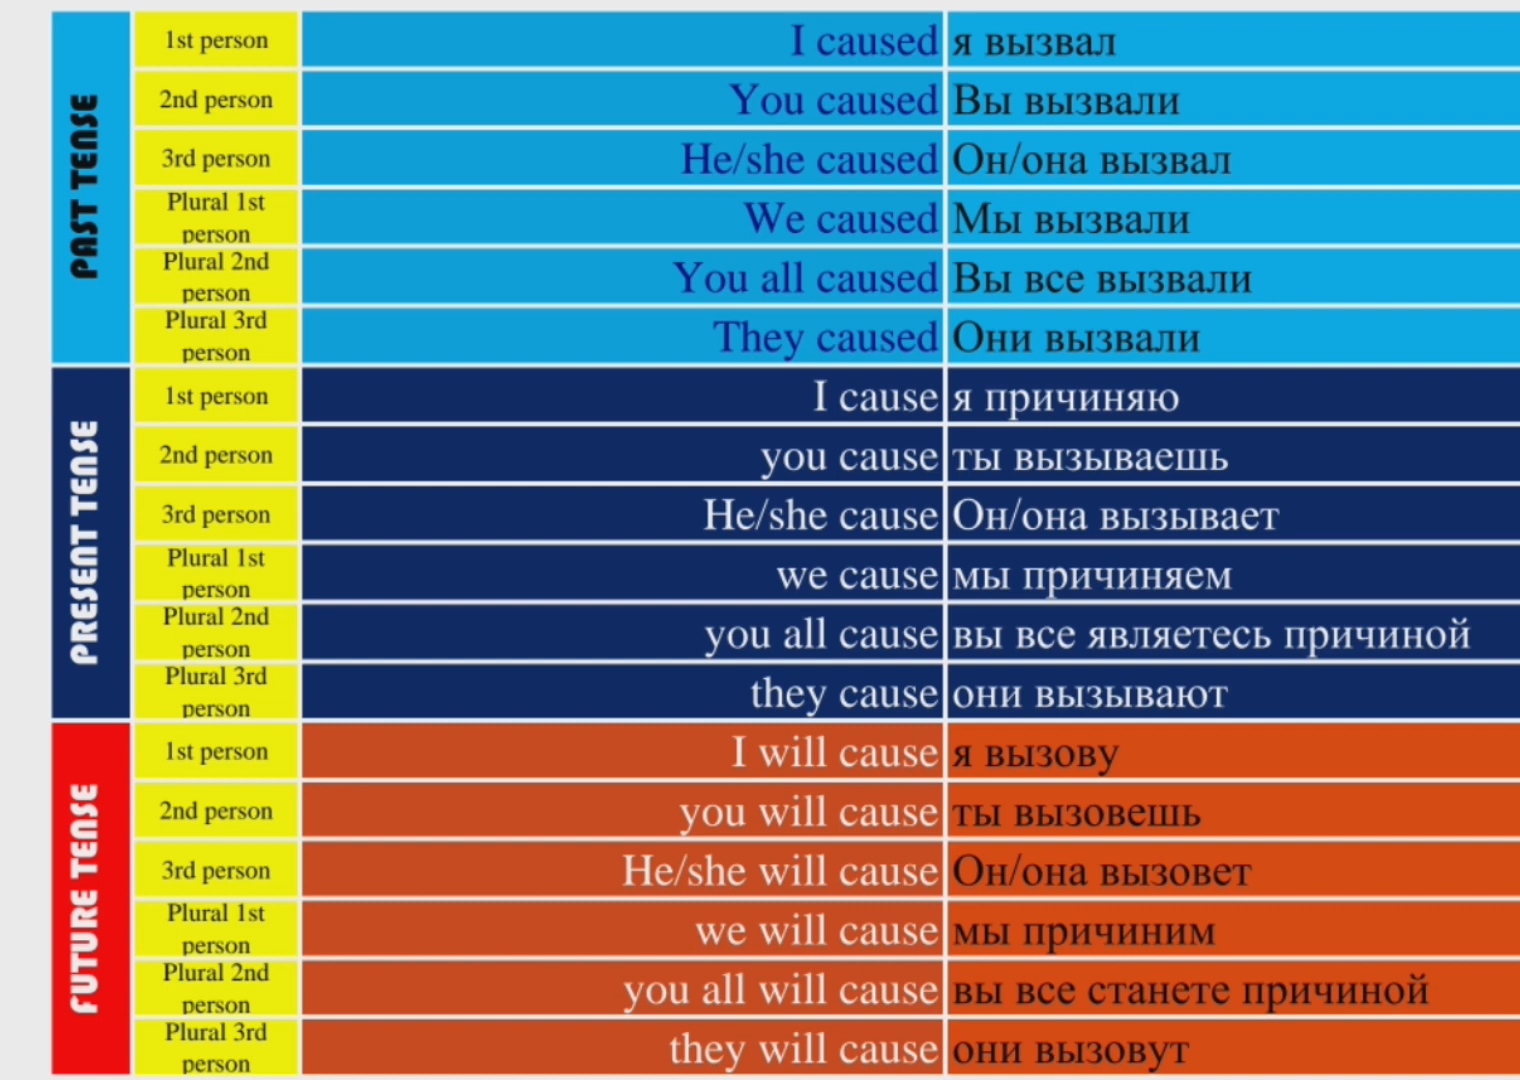 PAST TENSE
1st person I caused я вызвал
2nd person You caused Вы вызвали
3rd person He/she caused Он/она вызвал
Plural 1st
person We caused Мы вызвали
Plural 2nd
person You all caused Вы все вызвали
Plural 3rd
person They caused Они вызвали
PRESENT TENSE
1st person I cause я причиняю
2nd person you cause ты вызываешь
3rd person He/she cause Он/она вызывает
Plural 1st
person we cause мы причиняем
Plural 2nd
person you all cause вы все являетесь причиной
Plural 3rd
person they cause они вызывают
FUTURE TENSE
1st person I will cause я вызову
2nd person you will cause ты вызовешь
3rd person He/she will cause Он/она вызовет
Plural 1st
person we will cause мы причиним
Plural 2nd
person you all will cause вы все станете причиной
Plural 3rd
person they will cause они вызовут